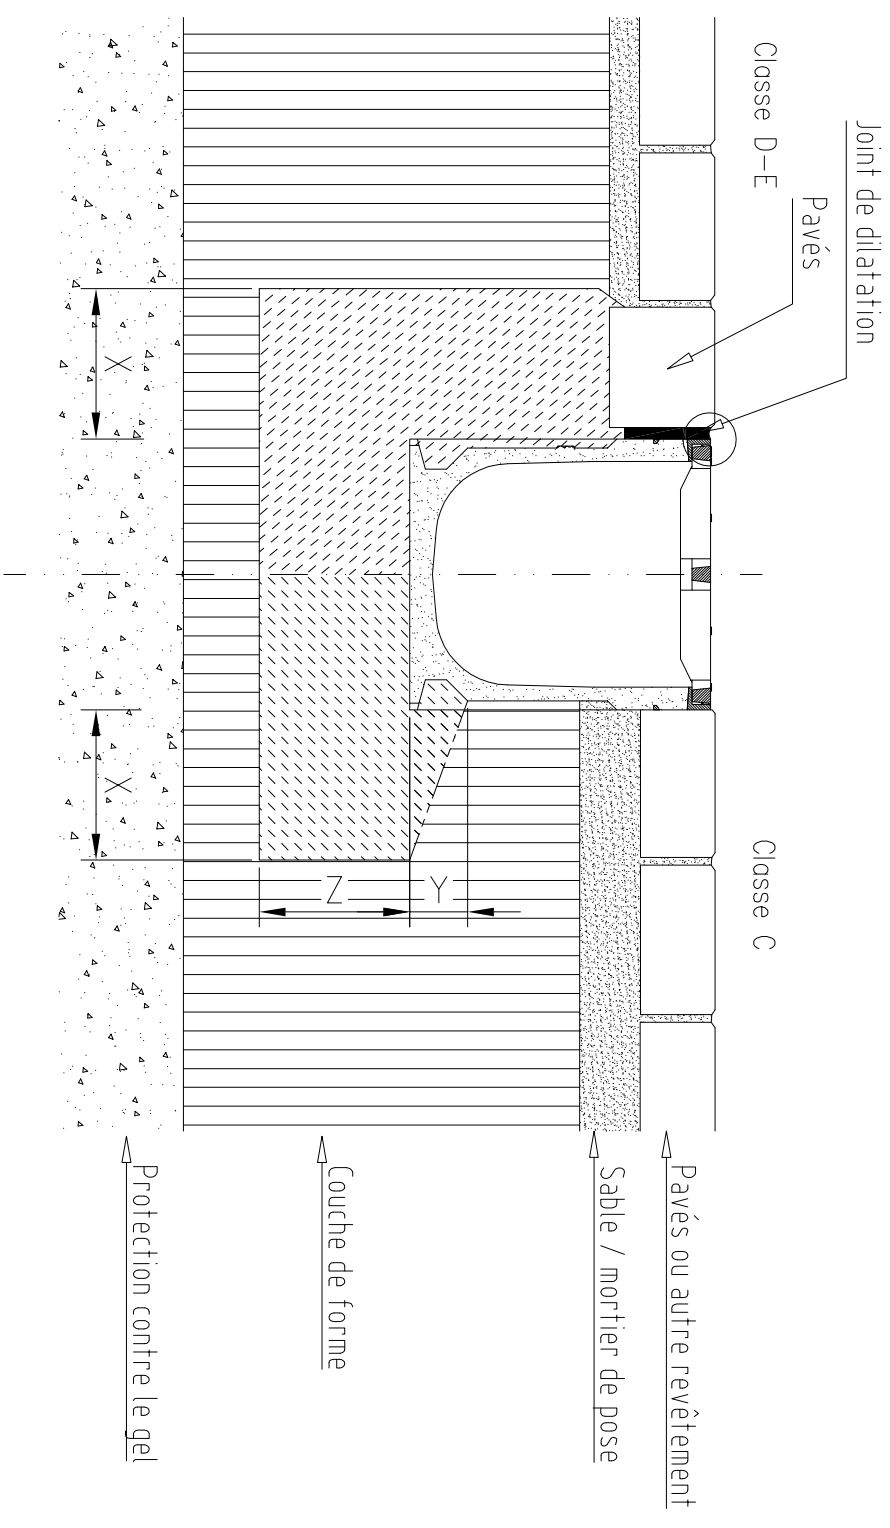 Joint de dilatation
Pavés
Classe D-E
Classe C
Pavés ou autre revêtement
Sable / mortier de pose
Couche de forme
Protection contre le gel
X
X
Z
Y